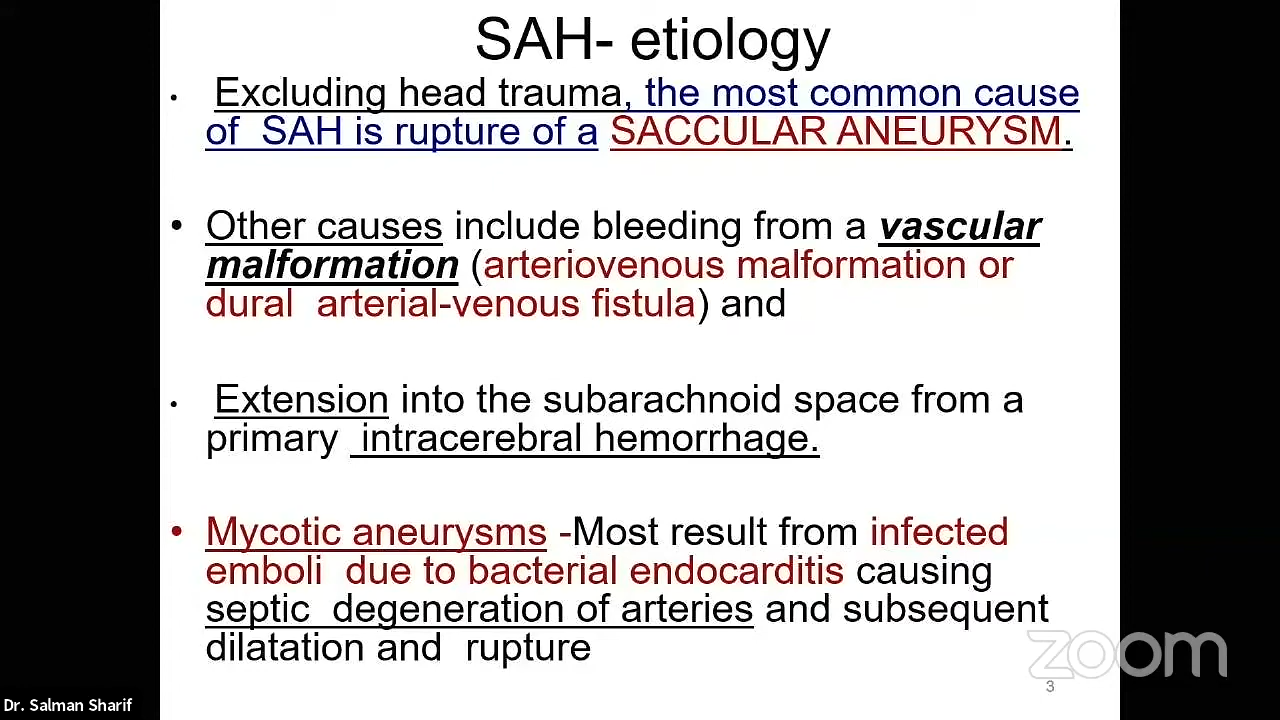 SAH- etiology
• Excluding head trauma, the most common cause
of SAH is rupture of a SACCULAR ANEURYSM.
• Other causes include bleeding from a vascular
malformation (arteriovenous malformation or
dural arterial-venous fistula) and
• Extension into the subarachnoid space from a
primary intracerebral hemorrhage.
• Mycotic aneurysms -Most result from infected
emboli due to bacterial endocarditis causing
septic degeneration of arteries and subsequent
dilatation and rupture
zoom
3
Dr. Salman Sharif